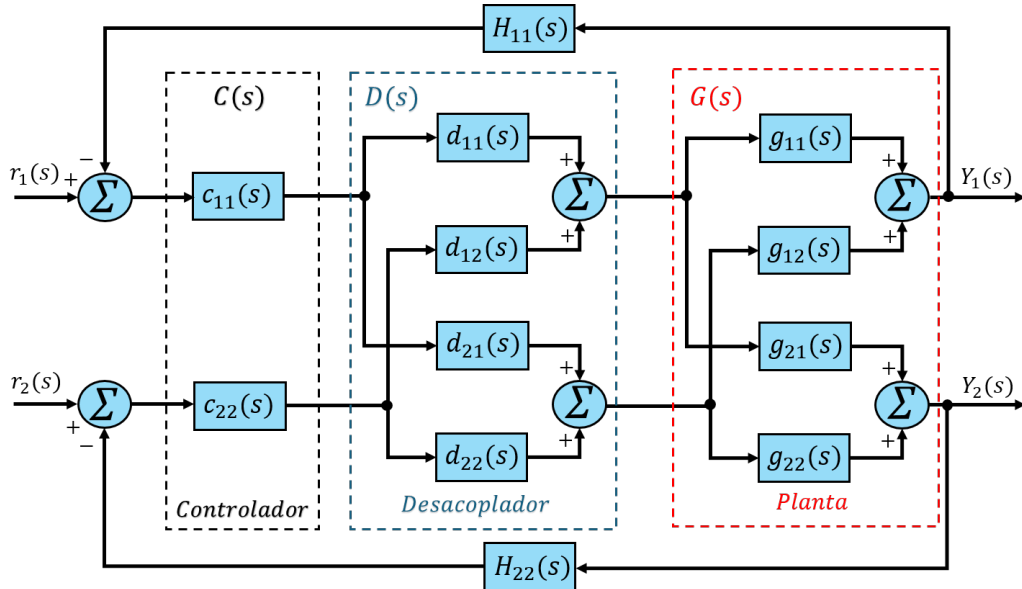 H₁₁(s)
C(s)
D(s)
G(s)
d₁₁(s)
g₁₁(s)
r₁(s)
−
+
Σ
c₁₁(s)
+
Σ
+
+
Σ
+
Y₁(s)
d₁₂(s)
g₁₂(s)
d₂₁(s)
g₂₁(s)
r₂(s)
Σ
+
−
c₂₂(s)
+
Σ
+
+
Σ
+
Y₂(s)
d₂₂(s)
g₂₂(s)
Controlador
Desacoplador
Planta
H₂₂(s)